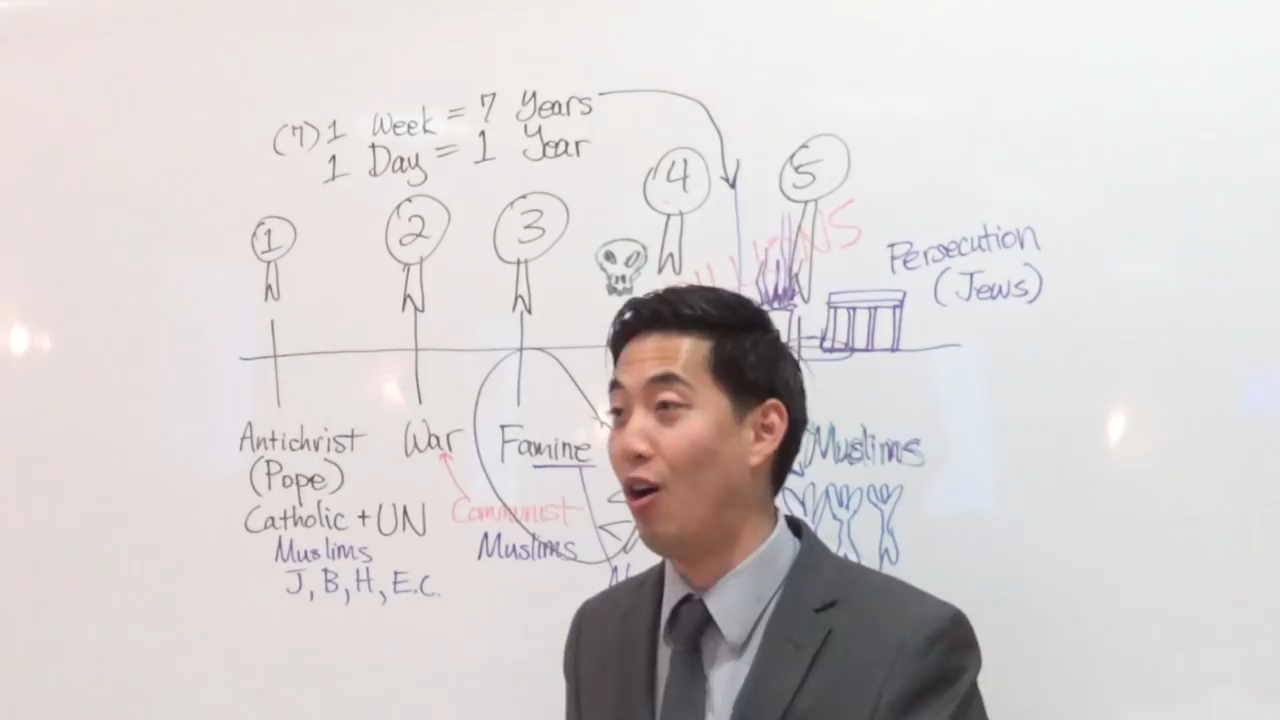 (7) 1 Week = 7 Years
1 Day = 1 Year
1
2
3
4
5
Persecution
(Jews)
Antichrist
(Pope)
Catholic + UN
Muslims
J, B, H, E.C.
War
Communist
Muslims
Famine
Muslims